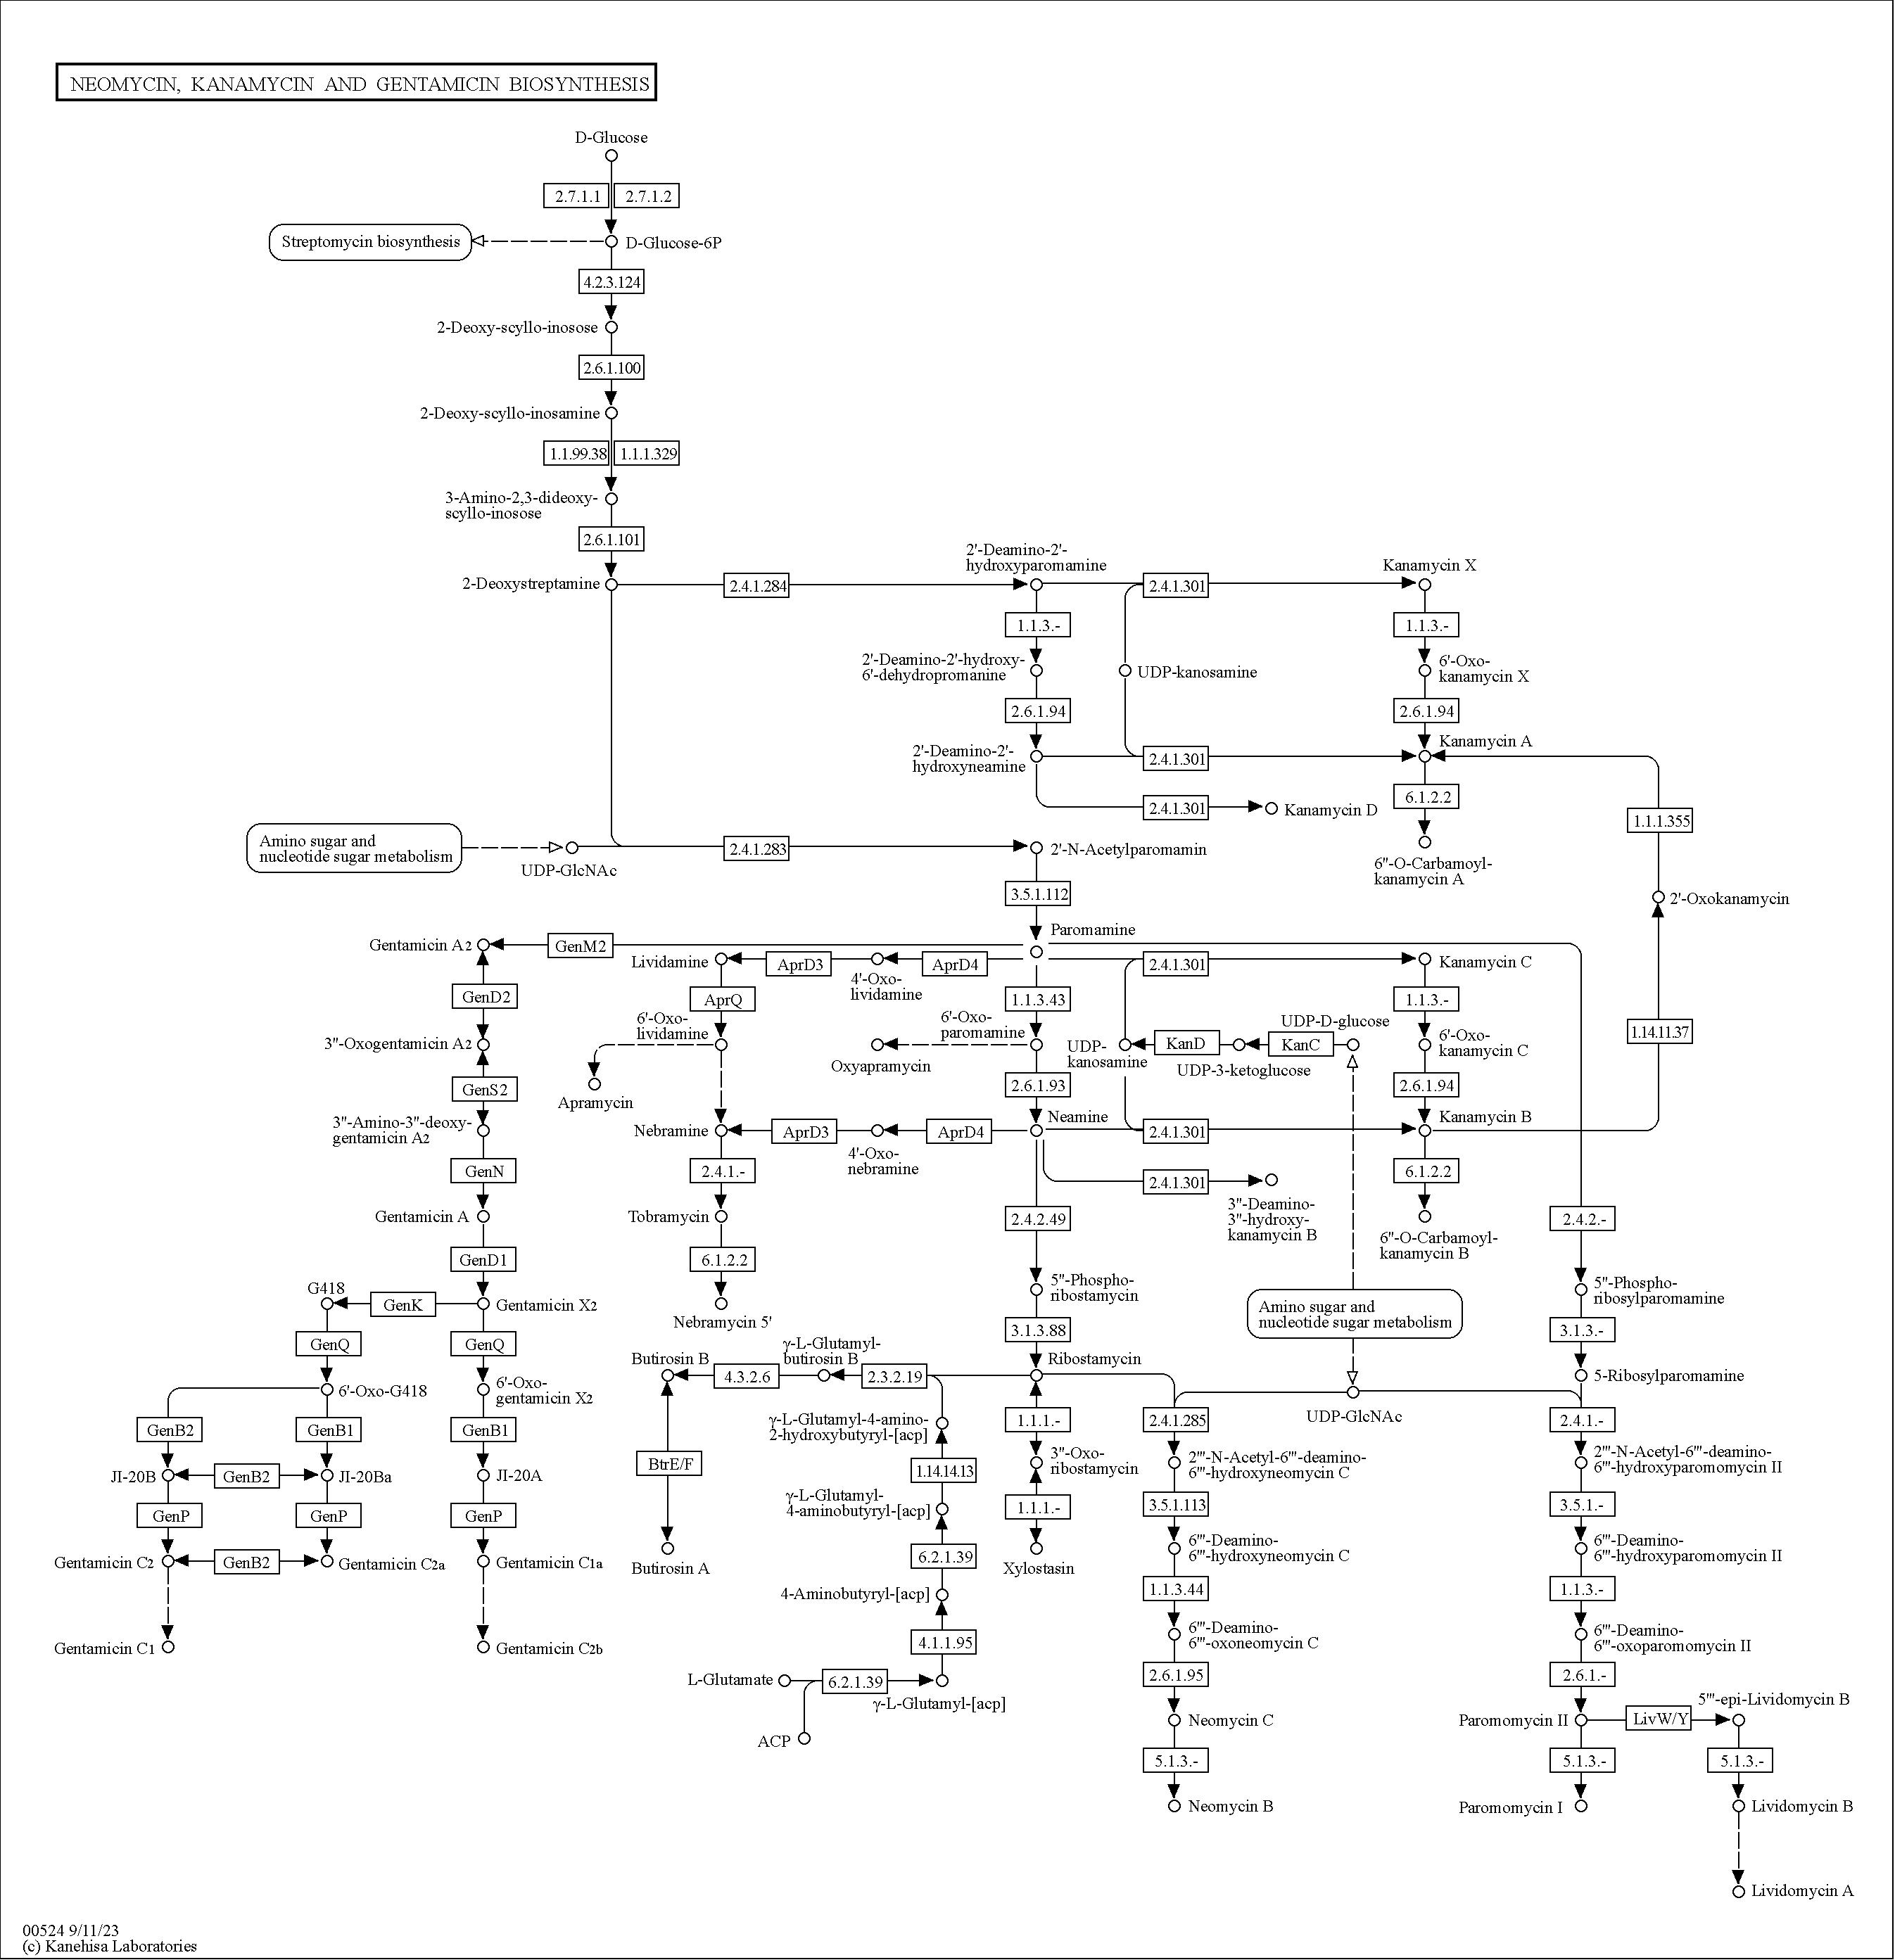 NEOMYCIN, KANAMYCIN AND GENTAMICIN BIOSYNTHESIS
D-Glucose
2.7.1.1
2.7.1.2
Streptomycin biosynthesis
D-Glucose-6P
4.2.3.124
2-Deoxy-scyllo-inosose
2.6.1.100
2-Deoxy-scyllo-inosamine
1.1.99.38
1.1.1.329
3-Amino-2,3-dideoxy-
scyllo-inosose
2.6.1.101
2-Deoxystreptamine
2.4.1.284
2'-Deamino-2'-
hydroxyparomamine
2.4.1.301
Kanamycin X
1.1.3.-
1.1.3.-
2'-Deamino-2'-hydroxy-
6'-dehydropromanine
UDP-kanosamine
6'-Oxo-
kanamycin X
2.6.1.94
2.6.1.94
2'-Deamino-2'-
hydroxyneamine
2.4.1.301
Kanamycin A
2.4.1.301
Kanamycin D
6.1.2.2
1.1.1.355
Amino sugar and
nucleotide sugar metabolism
UDP-GlcNAc
2.4.1.283
2'-N-Acetylparomamin
6"-O-Carbamoyl-
kanamycin A
3.5.1.112
2'-Oxokanamycin
Paromamine
Gentamicin A2
GenM2
Lividamine
AprD3
4'-Oxo-
lividamine
AprD4
2.4.1.301
Kanamycin C
GenD2
AprQ
1.1.3.43
1.1.3.-
1.14.11.37
3"-Oxogentamicin A2
6'-Oxo-
lividamine
Oxyapramycin
6'-Oxo-
paromamine
UDP-
kanosamine
KanD
UDP-3-ketoglucose
KanC
UDP-D-glucose
6'-Oxo-
kanamycin C
GenS2
Apramycin
2.6.1.93
2.6.1.94
3"-Amino-3"-deoxy-
gentamicin A2
Nebramine
AprD3
4'-Oxo-
nebramine
AprD4
Neamine
2.4.1.301
Kanamycin B
GenN
2.4.1.-
2.4.1.301
3"-Deamino-
3"-hydroxy-
kanamycin B
6.1.2.2
Gentamicin A
Tobramycin
2.4.2.49
6"-O-Carbamoyl-
kanamycin B
2.4.2.-
GenD1
6.1.2.2
G418
GenK
Gentamicin X2
Nebramycin 5'
5"-Phospho-
ribostamycin
Amino sugar and
nucleotide sugar metabolism
5"-Phospho-
ribosylparomamine
GenQ
GenQ
3.1.3.88
3.1.3.-
Butirosin B
4.3.2.6
γ-L-Glutamyl-
butirosin B
2.3.2.19
Ribostamycin
5-Ribosylparomamine
6'-Oxo-G418
6'-Oxo-
gentamicin X2
UDP-GlcNAc
GenB2
GenB1
GenB1
γ-L-Glutamyl-4-amino-
2-hydroxybutyryl-[acp]
1.1.1.-
2.4.1.285
2.4.1.-
JI-20B
GenB2
JI-20Ba
JI-20A
BtrE/F
1.14.14.13
3"-Oxo-
ribostamycin
2'"-N-Acetyl-6'"-deamino-
6'"-hydroxyneomycin C
2'"-N-Acetyl-6'"-deamino-
6'"-hydroxyparomomycin II
GenP
GenP
GenP
γ-L-Glutamyl-
4-aminobutyryl-[acp]
1.1.1.-
3.5.1.113
3.5.1.-
Gentamicin C2
GenB2
Gentamicin C2a
Gentamicin C1a
Butirosin A
6.2.1.39
Xylostasin
6'"-Deamino-
6'"-hydroxyneomycin C
6'"-Deamino-
6'"-hydroxyparomomycin II
4-Aminobutyryl-[acp]
1.1.3.44
1.1.3.-
Gentamicin C1
Gentamicin C2b
4.1.1.95
6'"-Deamino-
6'"-oxoneomycin C
6'"-Deamino-
6'"-oxoparomomycin II
L-Glutamate
6.2.1.39
γ-L-Glutamyl-[acp]
2.6.1.95
2.6.1.-
ACP
Neomycin C
Paromomycin II
LivW/Y
5'"-epi-Lividomycin B
5.1.3.-
5.1.3.-
5.1.3.-
Neomycin B
Paromomycin I
Lividomycin B
Lividomycin A
00524 9/11/23
(c) Kanehisa Laboratories